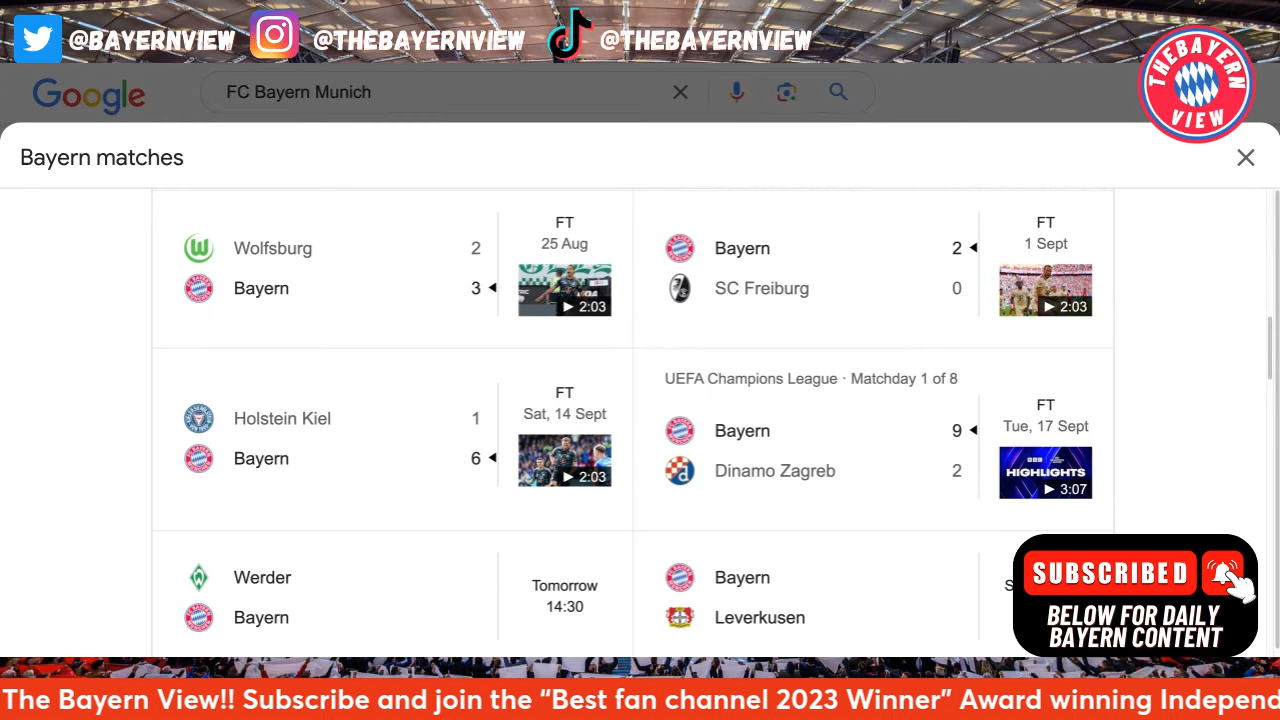 @BAYERNVIEW @THEBAYERNVIEW @THEBAYERNVIEW
THEBAYERN
VIEW
Google
FC Bayern Munich
Bayern matches
Wolfsburg 2
Bayern 3
FT
25 Aug
2:03
Bayern 2
SC Freiburg 0
FT
1 Sept
2:03
Holstein Kiel 1
Bayern 6
FT
Sat, 14 Sept
2:03
UEFA Champions League · Matchday 1 of 8
Bayern 9
Dinamo Zagreb 2
FT
Tue, 17 Sept
HIGHLIGHTS
3:07
Werder
Bayern
Tomorrow
14:30
Bayern
Leverkusen
SUBSCRIBED
BELOW FOR DAILY
BAYERN CONTENT
The Bayern View!! Subscribe and join the “Best fan channel 2023 Winner” Award winning Independ